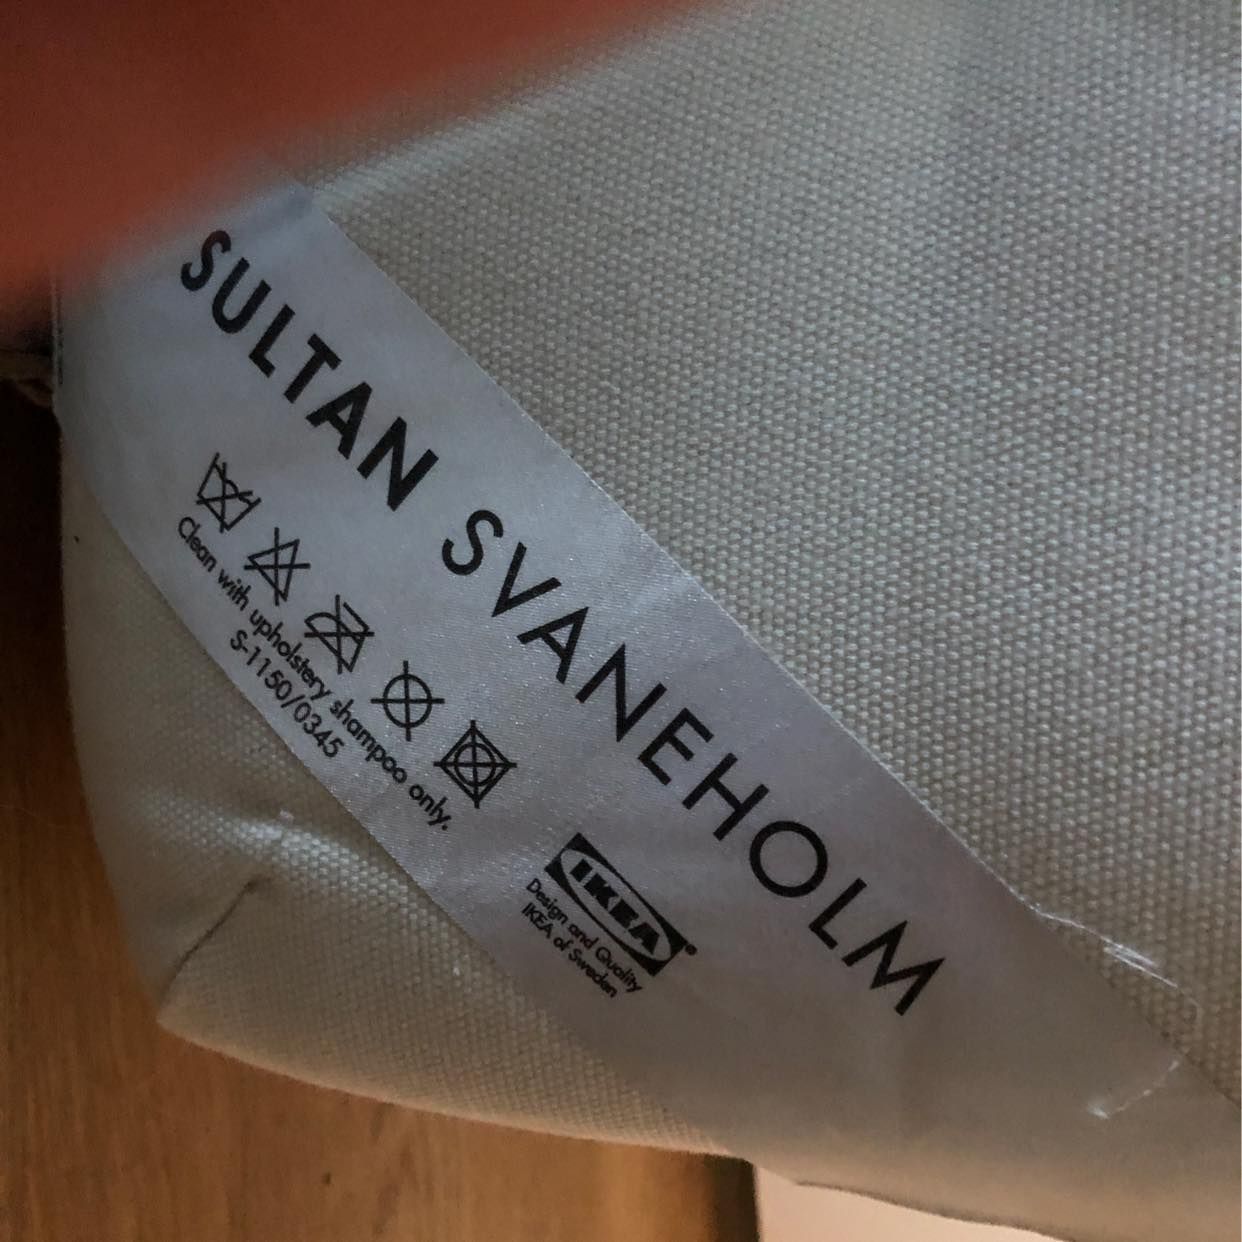 SULTAN SVANEHOLM
Clean with upholstery shampoo only.
S-1150/0345
IKEA®
Design and Quality
IKEA of Sweden